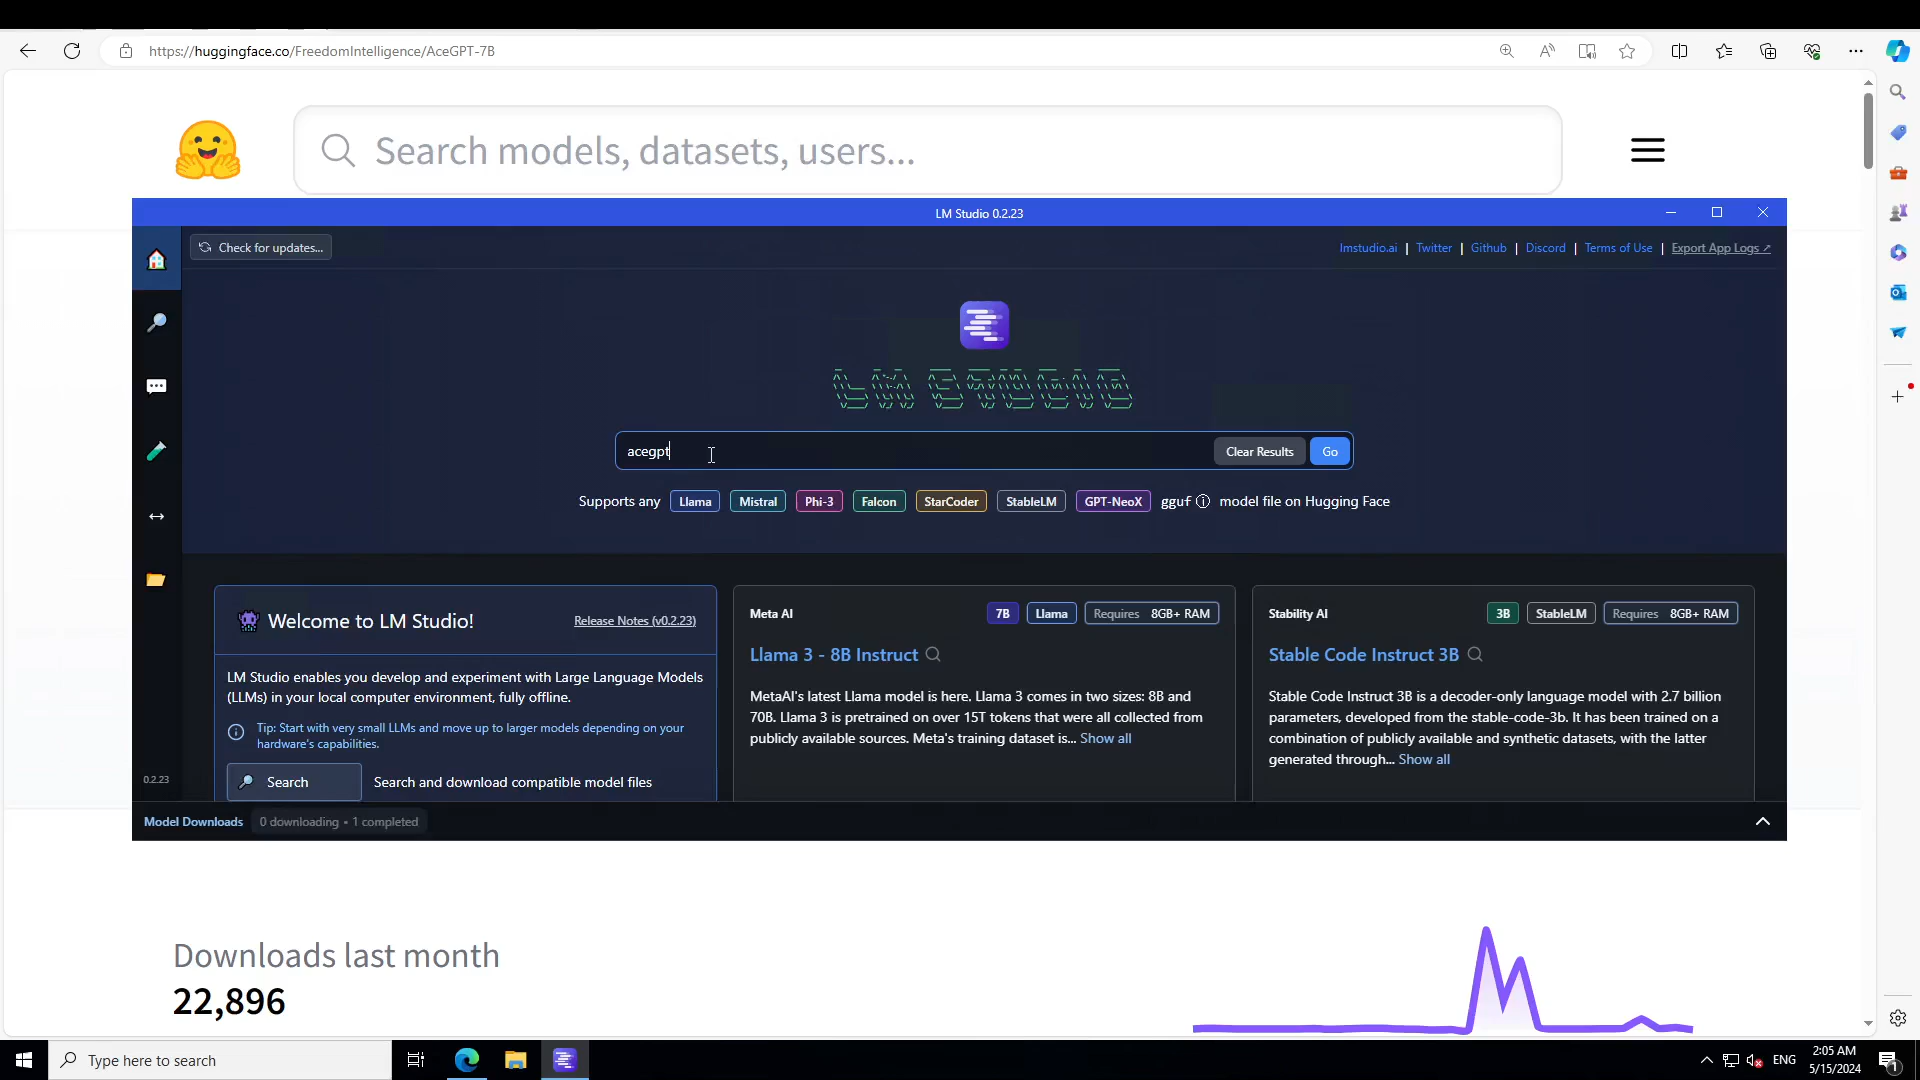 https://huggingface.co/FreedomIntelligence/AceGPT-7B
Search models, datasets, users...
LM Studio 0.2.23
Check for updates...
lmstudio.ai | Twitter | Github | Discord | Terms of Use | Export App Logs ↗
LM STUDIO
acegpt
Clear Results
Go
Supports any Llama Mistral Phi-3 Falcon StarCoder StableLM GPT-NeoX gguf model file on Hugging Face
Welcome to LM Studio!
Release Notes (v0.2.23)
LM Studio enables you develop and experiment with Large Language Models
(LLMs) in your local computer environment, fully offline.
Tip: Start with very small LLMs and move up to larger models depending on your
hardware's capabilities.
Search
Search and download compatible model files
Meta AI
7B
Llama
Requires 8GB+ RAM
Llama 3 - 8B Instruct
MetaAI's latest Llama model is here. Llama 3 comes in two sizes: 8B and
70B. Llama 3 is pretrained on over 15T tokens that were all collected from
publicly available sources. Meta's training dataset is... Show all
Stability AI
3B
StableLM
Requires 8GB+ RAM
Stable Code Instruct 3B
Stable Code Instruct 3B is a decoder-only language model with 2.7 billion
parameters, developed from the stable-code-3b. It has been trained on a
combination of publicly available and synthetic datasets, with the latter
generated through... Show all
0.2.23
Model Downloads
0 downloading • 1 completed
Downloads last month
22,896
Type here to search
ENG
2:05 AM
5/15/2024
1